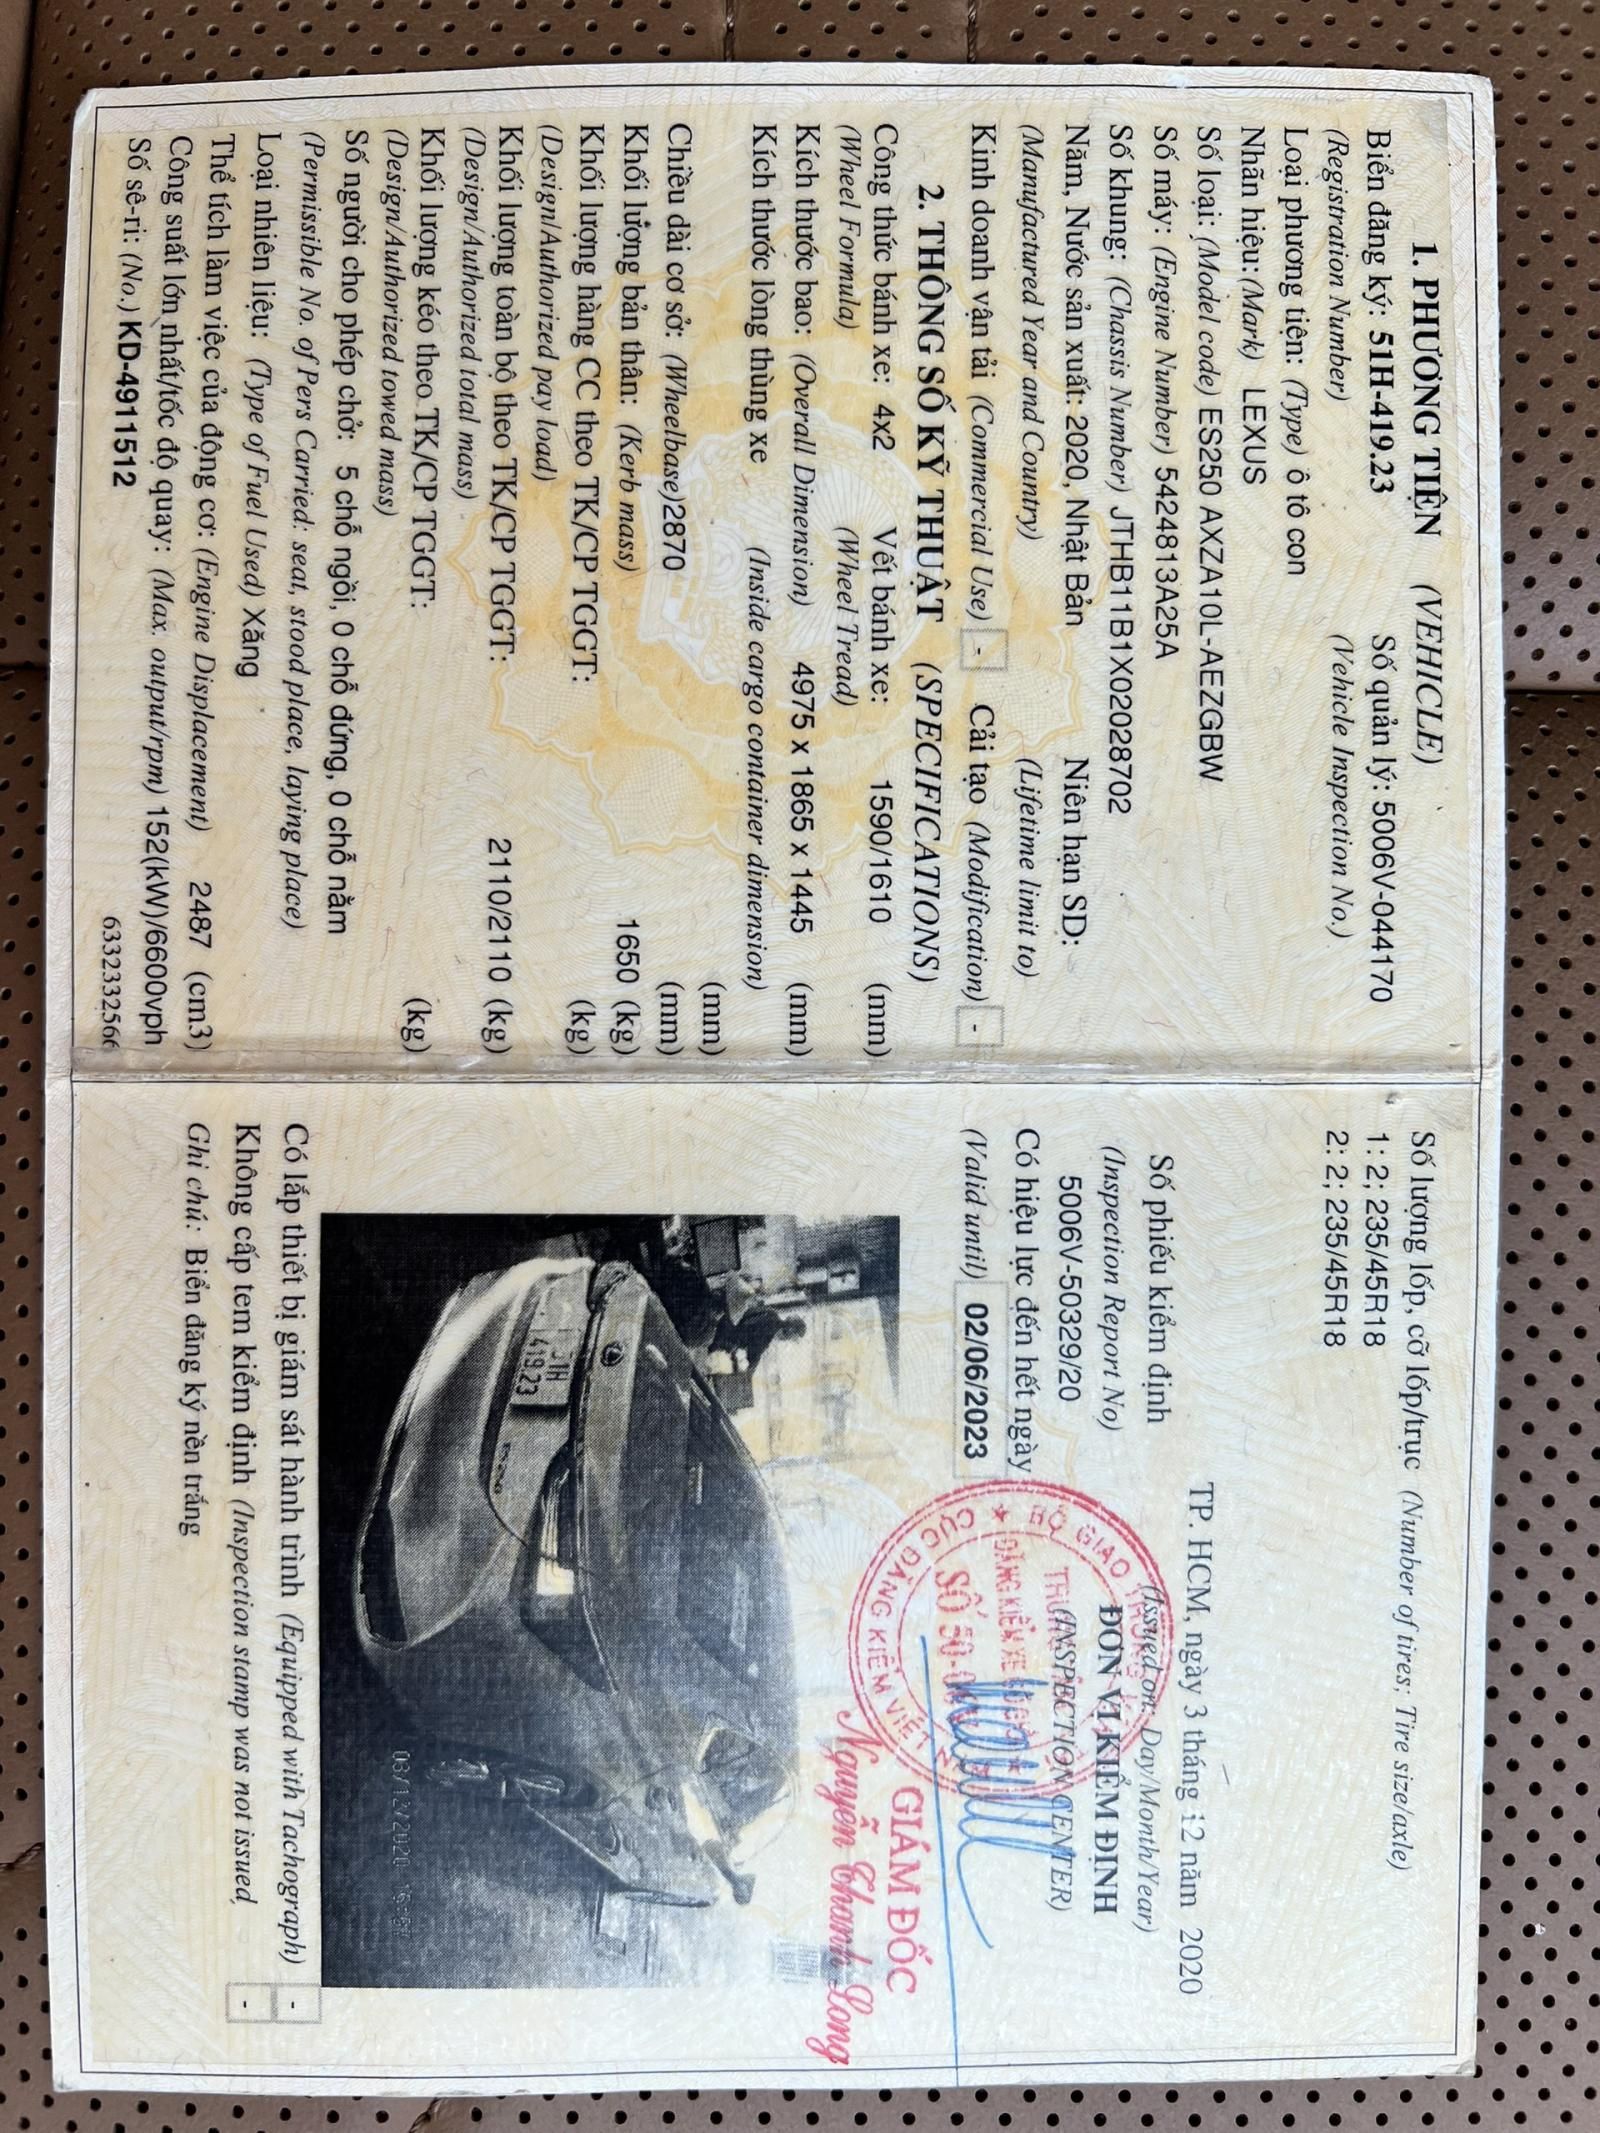 1. PHƯƠNG TIỆN (VEHICLE)
Biển đăng ký: 51H-419.23 Số quản lý: 5006V-044170
(Registration Number) (Vehicle Inspection No.)
Loại phương tiện: (Type) ô tô con
Nhãn hiệu: (Mark) LEXUS
Số loại: (Model code) ES250 AXZA10L-AEZGBW
Số máy: (Engine Number) 5424813A25A
Số khung: (Chassis Number) JTHB11B1X02028702
Năm, Nước sản xuất: 2020, Nhật Bản Niên hạn SD:
(Manufactured Year and Country) (Lifetime limit to)
Kinh doanh vận tải (Commercial Use) - Cải tạo (Modification) -
2. THÔNG SỐ KỸ THUẬT (SPECIFICATIONS)
Công thức bánh xe: 4x2 Vết bánh xe: 1590/1610 (mm)
(Wheel Formula) (Wheel Tread)
Kích thước bao: (Overall Dimension) 4975 x 1865 x 1445 (mm)
Kích thước lòng thùng xe (Inside cargo container dimension)
(mm)
Chiều dài cơ sở: (Wheelbase) 2870 (mm)
Khối lượng bản thân: (Kerb mass) 1650 (kg)
Khối lượng hàng CC theo TK/CP TGGT: (kg)
(Design/Authorized pay load)
Khối lượng toàn bộ theo TK/CP TGGT: 2110/2110 (kg)
(Design/Authorized total mass)
Khối lượng kéo theo TK/CP TGGT: (kg)
(Design/Authorized towed mass)
Số người cho phép chở: 5 chỗ ngồi, 0 chỗ đứng, 0 chỗ nằm
(Permissible No. of Pers Carried: seat, stood place, laying place)
Loại nhiên liệu: (Type of Fuel Used) Xăng
Thể tích làm việc của động cơ: (Engine Displacement) 2487 (cm3)
Công suất lớn nhất/tốc độ quay: (Max. output/rpm) 152(kW)/6600vph
Số sê-ri: (No.) KD-4911512 633233256
Số lượng lốp, cỡ lốp/trục (Number of tires; Tire size/axle)
1: 2; 235/45R18
2: 2; 235/45R18
TP. HCM, ngày 3 tháng 12 năm 2020
(Issued on: Day/Month/Year)
Số phiếu kiểm định ĐƠN VỊ KIỂM ĐỊNH
(Inspection Report No) (INSPECTION CENTER)
5006V-50329/20
Có hiệu lực đến hết ngày
(Valid until) 02/06/2023
BỘ GIAO
CỤC ĐĂNG KIỂM VIỆT
ĐĂNG KIỂM XE
GIÁM ĐỐC
Nguyễn Thanh Long
51H
419.23
03/12/2020
Có lắp thiết bị giám sát hành trình (Equipped with Tachograph) -
Không cấp tem kiểm định (Inspection stamp was not issued) -
Ghi chú: Biển đăng ký nền trắng